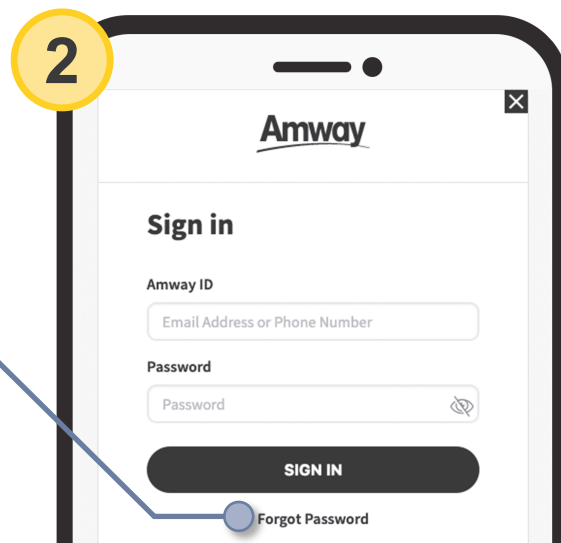 2
Amway
Sign in
Amway ID
Email Address or Phone Number
Password
Password
SIGN IN
Forgot Password